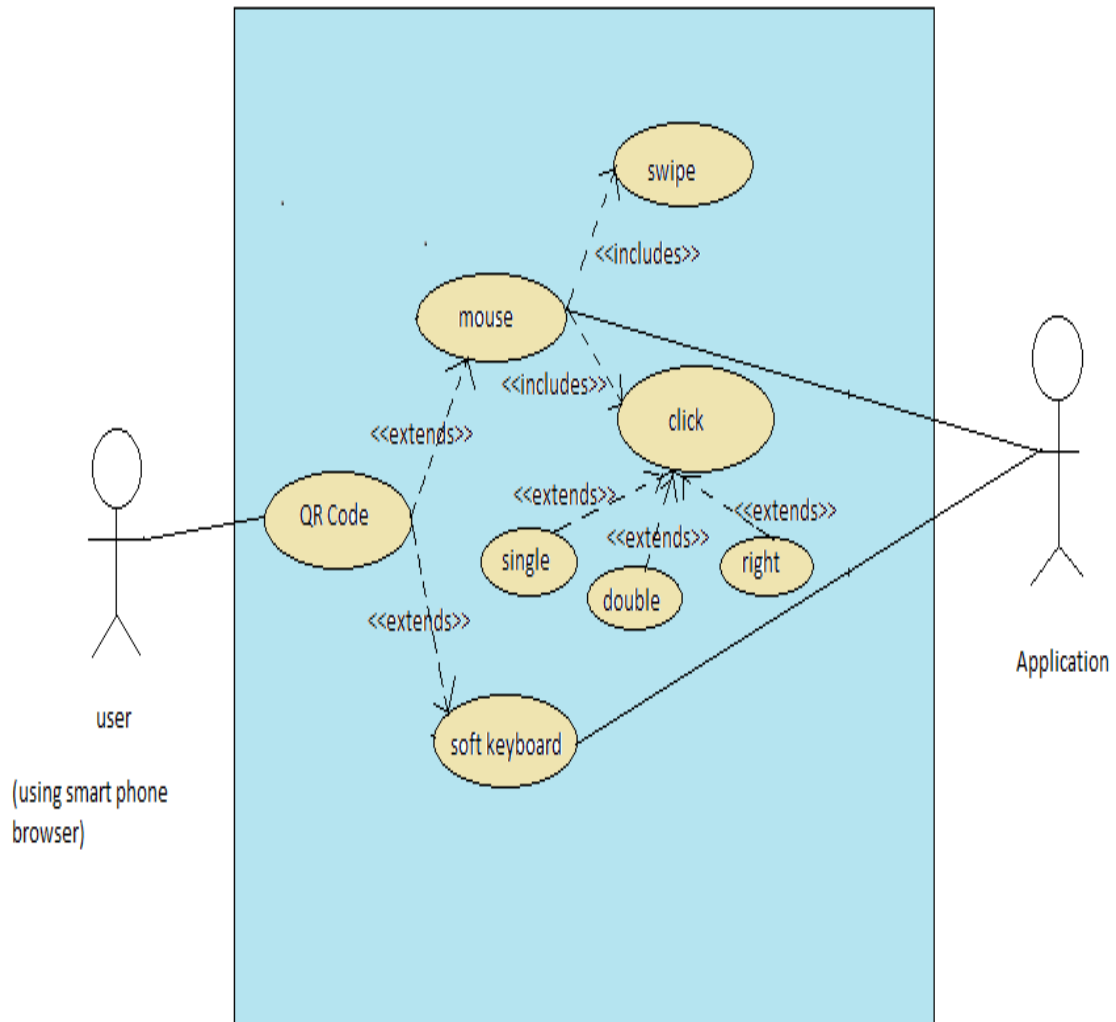 swipe
<<includes>>
mouse
<<includes>>
click
<<extends>>
<<extends>>
<<extends>>
<<extends>>
QR Code
single
double
right
<<extends>>
soft keyboard
user
(using smart phone
browser)
Application